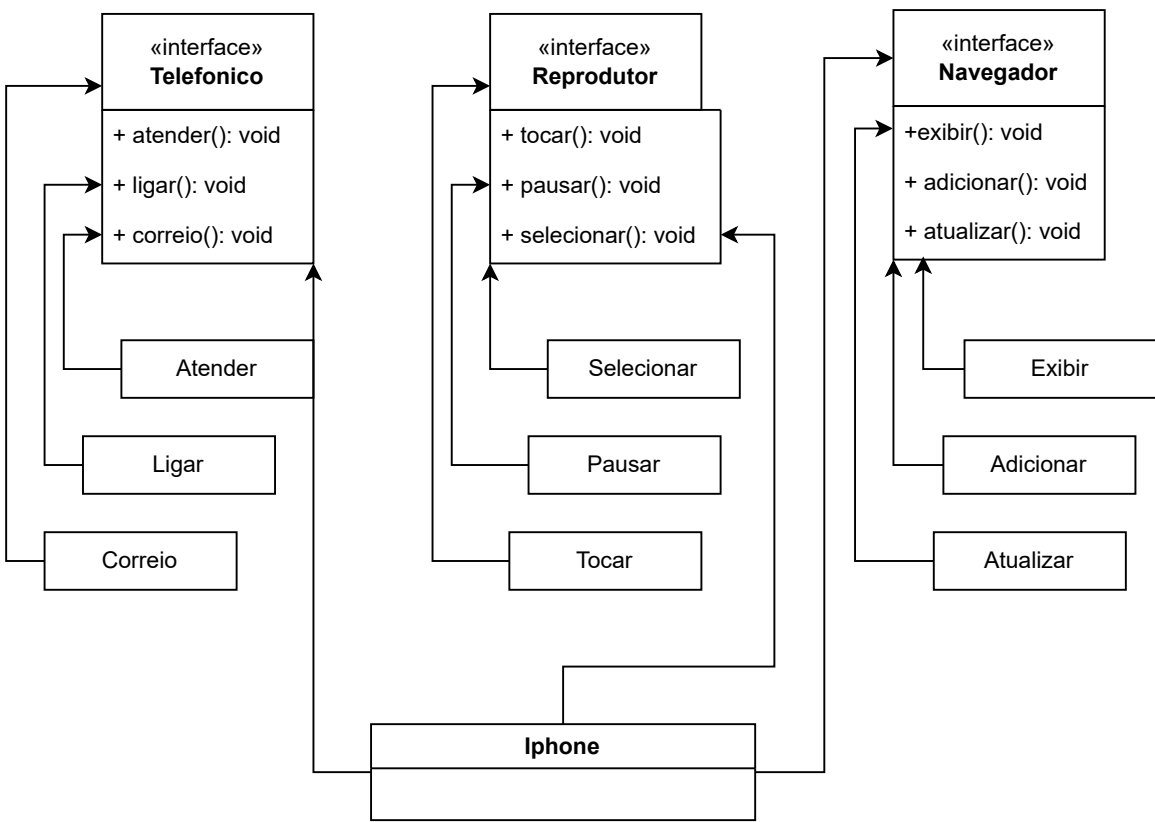 «interface»
Telefonico
+ atender(): void
+ ligar(): void
+ correio(): void
«interface»
Reprodutor
+ tocar(): void
+ pausar(): void
+ selecionar(): void
«interface»
Navegador
+exibir(): void
+ adicionar(): void
+ atualizar(): void
Atender
Selecionar
Exibir
Ligar
Pausar
Adicionar
Correio
Tocar
Atualizar
Iphone